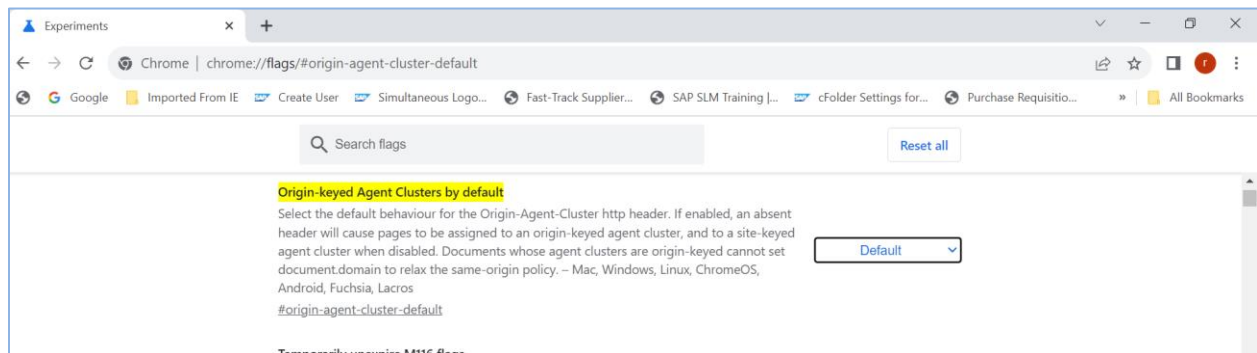 Experiments
Chrome | chrome://flags/#origin-agent-cluster-default
r
Google Imported From IE Create User Simultaneous Logo... Fast-Track Supplier... SAP SLM Training |... cFolder Settings for... Purchase Requisitio... » All Bookmarks
Search flags
Reset all
Origin-keyed Agent Clusters by default
Select the default behaviour for the Origin-Agent-Cluster http header. If enabled, an absent
header will cause pages to be assigned to an origin-keyed agent cluster, and to a site-keyed
agent cluster when disabled. Documents whose agent clusters are origin-keyed cannot set
document.domain to relax the same-origin policy. – Mac, Windows, Linux, ChromeOS,
Android, Fuchsia, Lacros
#origin-agent-cluster-default
Default
Temporarily unexpire M116 flags